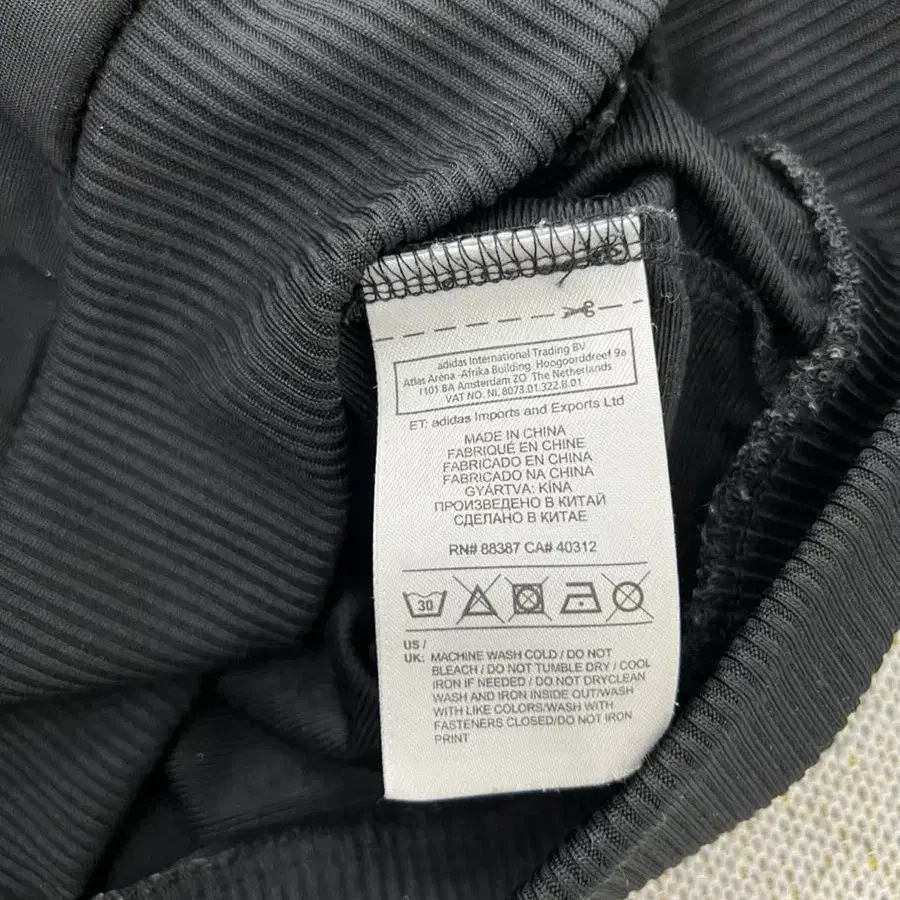 adidas International Trading BV
Atlas Arena -Afrika Building Hoogoorddreef 9a
1101 BA Amsterdam ZO The Netherlands
VAT NO. NL 8073.01.322.B.01
ET: adidas Imports and Exports Ltd
MADE IN CHINA
FABRIQUÉ EN CHINE
FABRICADO EN CHINA
FABRICADO NA CHINA
GYÁRTVA: KÍNA
ПРОИЗВЕДЕНО В КИТАЙ
СДЕЛАНО В КИТАЕ
RN# 88387 CA# 40312
30
US /
UK: MACHINE WASH COLD / DO NOT
BLEACH / DO NOT TUMBLE DRY / COOL
IRON IF NEEDED / DO NOT DRYCLEAN
WASH AND IRON INSIDE OUT/WASH
WITH LIKE COLORS/WASH WITH
FASTENERS CLOSED/DO NOT IRON
PRINT